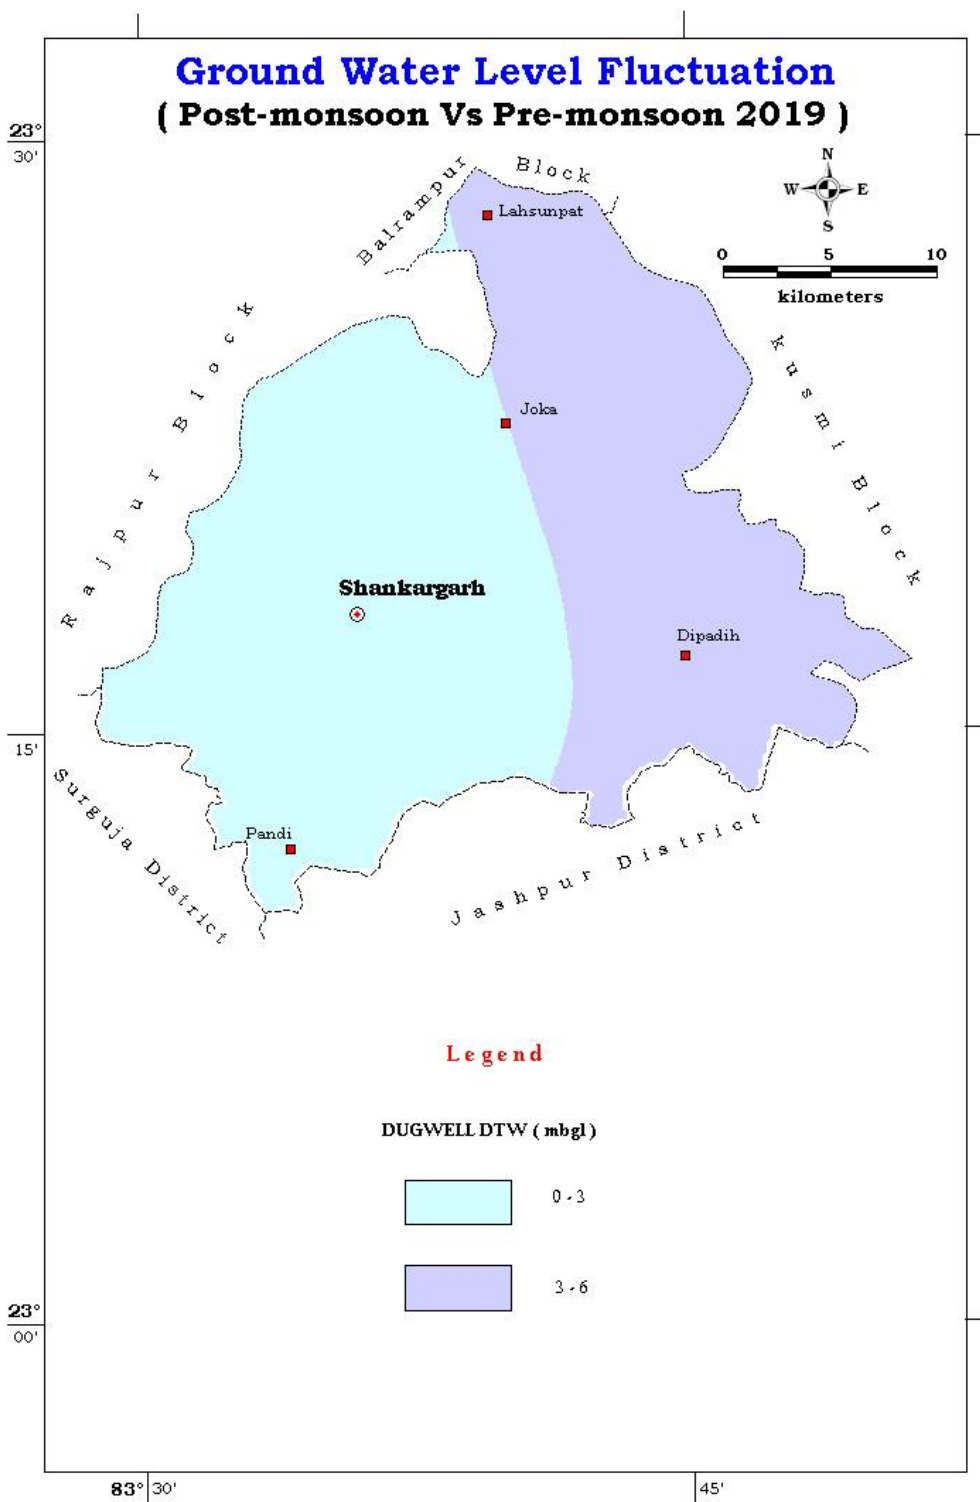 Ground Water Level Fluctuation
( Post-monsoon Vs Pre-monsoon 2019 )
23°
30'
N
W E
S
Balrampur Block
Lahsunpat
0 5 10
kilometers
Rajpur Block
kusmi Block
Joka
Shankargarh
Dipadih
15'
Surguja District
Pandi
Jashpur District
Legend
DUGWELL DTW ( mbgl )
0 - 3
3 - 6
23°
00'
83° 30' 45'